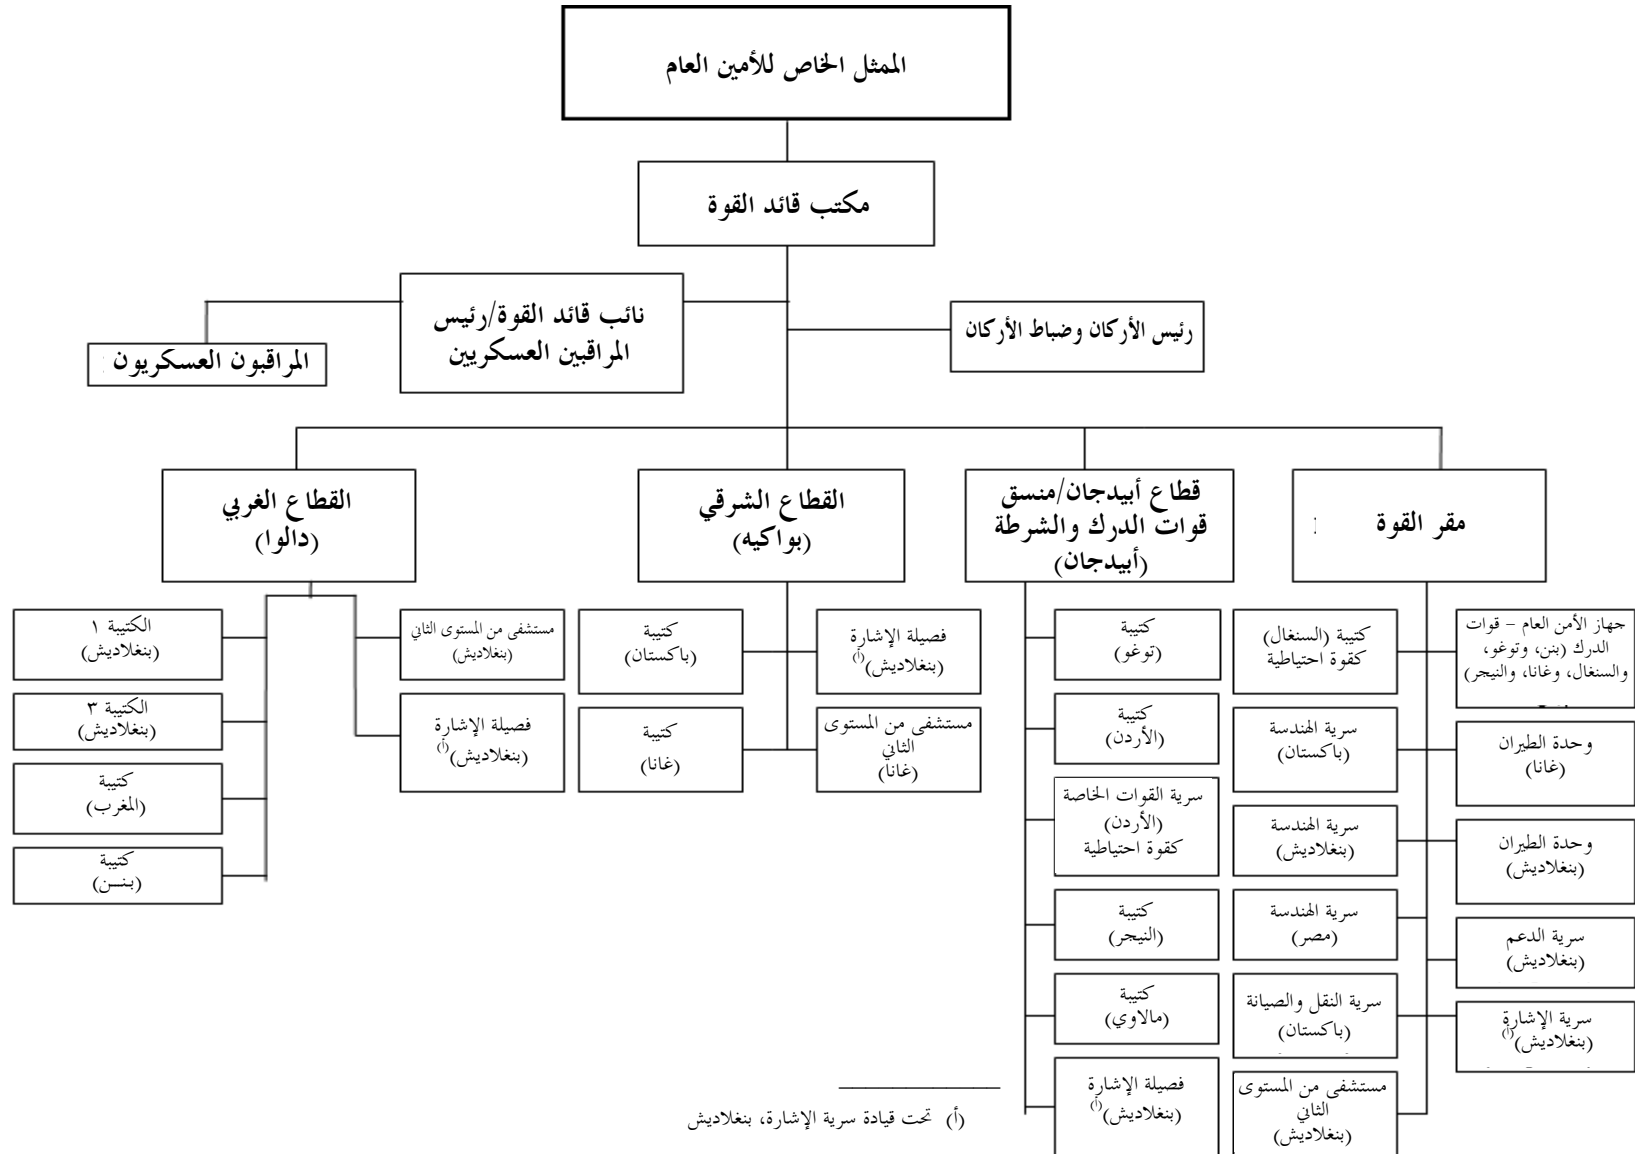 الممثل الخاص للأمين العام
مكتب قائد القوة
نائب قائد القوة/رئيس
المراقبين العسكريين
رئيس الأركان وضباط الأركان
المراقبون العسكريون
مقر القوة
قطاع أبيدجان/منسق
قوات الدرك والشرطة
(أبيدجان)
القطاع الشرقي
(بواكيه)
القطاع الغربي
(دالوا)
جهاز الأمن العام – قوات
الدرك (بنن، وتوغو،
والسنغال، وغانا، والنيجر)
وحدة الطيران
(غانا)
وحدة الطيران
(بنغلاديش)
سرية الدعم
(بنغلاديش)
سرية الإشارة
(بنغلاديش)(أ)
كتيبة (السنغال)
كقوة احتياطية
سرية الهندسة
(باكستان)
سرية الهندسة
(بنغلاديش)
سرية الهندسة
(مصر)
سرية النقل والصيانة
(باكستان)
مستشفى من المستوى
الثاني
(بنغلاديش)
كتيبة
(توغو)
كتيبة
(الأردن)
سرية القوات الخاصة
(الأردن)
كقوة احتياطية
كتيبة
(النيجر)
كتيبة
(مالاوي)
فصيلة الإشارة
(بنغلاديش)(أ)
فصيلة الإشارة
(بنغلاديش)(أ)
مستشفى من المستوى
الثاني
(غانا)
كتيبة
(باكستان)
كتيبة
(غانا)
مستشفى من المستوى الثاني
(بنغلاديش)
فصيلة الإشارة
(بنغلاديش)(أ)
الكتيبة ١
(بنغلاديش)
الكتيبة ٣
(بنغلاديش)
كتيبة
(المغرب)
كتيبة
(بنــن)
(أ) تحت قيادة سرية الإشارة، بنغلاديش